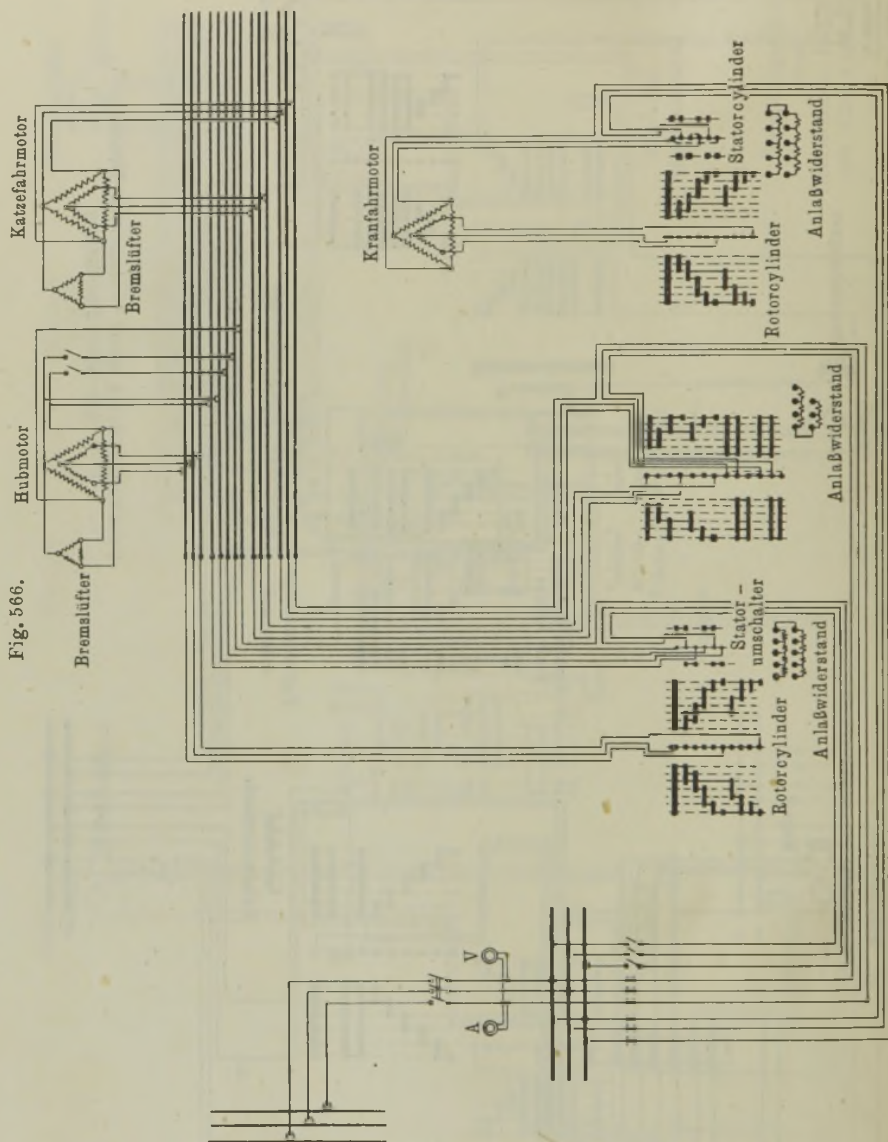 Fig. 566.
Hubmotor
Katzefahrmotor
Bremslüfter
Bremslüfter
Kranfahrmotor
A
V
Rotorcylinder
Stator-
umschalter
Anlaßwiderstand
Anlaßwiderstand
Rotorcylinder
Statorcylinder
Anlaßwiderstand